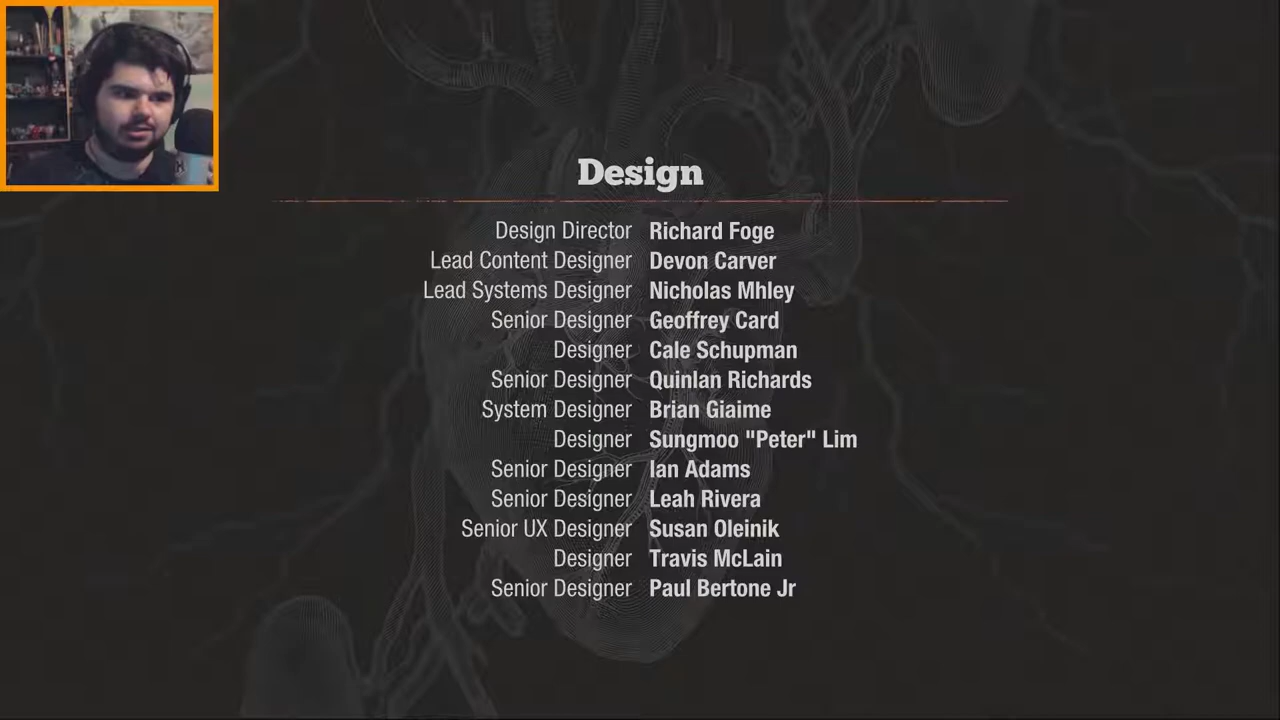 Design
Design Director Richard Foge
Lead Content Designer Devon Carver
Lead Systems Designer Nicholas Mhley
Senior Designer Geoffrey Card
Designer Cale Schupman
Senior Designer Quinlan Richards
System Designer Brian Giaime
Designer Sungmoo "Peter" Lim
Senior Designer Ian Adams
Senior Designer Leah Rivera
Senior UX Designer Susan Oleinik
Designer Travis McLain
Senior Designer Paul Bertone Jr